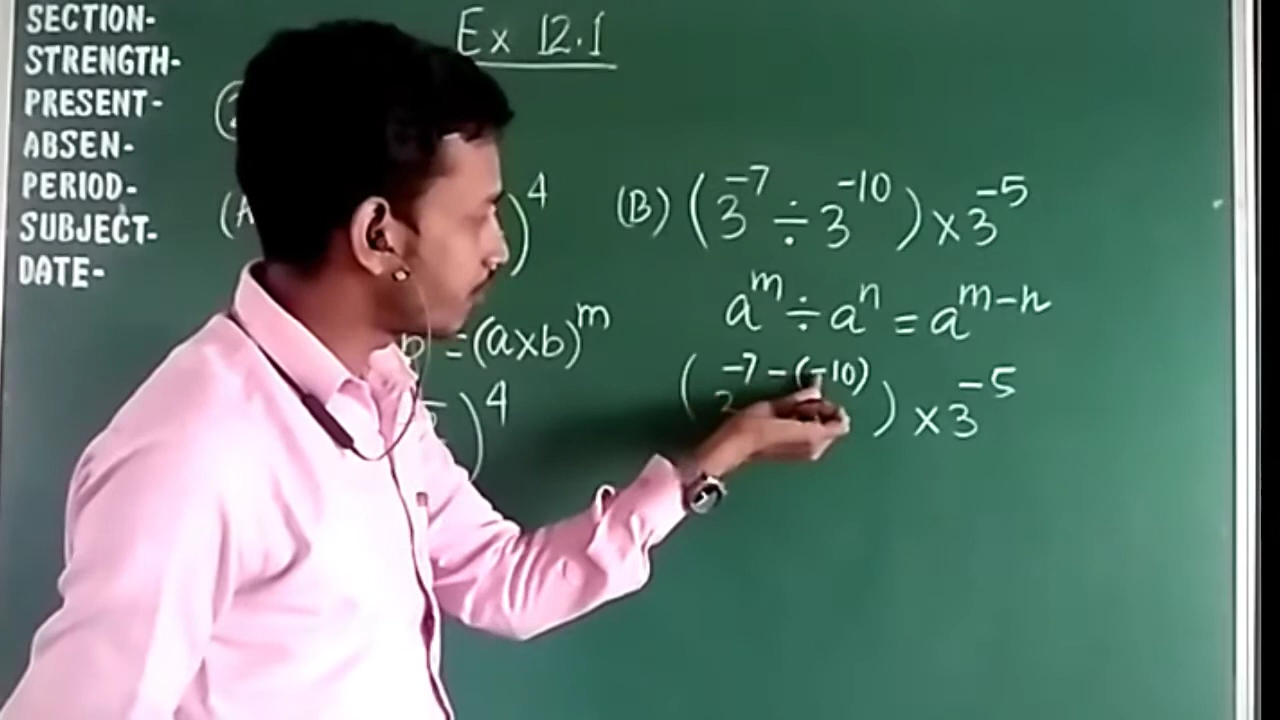 SECTION-
STRENGTH-
PRESENT-
ABSEN-
PERIOD-
SUBJECT-
DATE-
Ex 12.1
(A
)^4
(B) (3^-7 ÷ 3^-10) x 3^-5
a^m ÷ a^n = a^m-n
= (axb)^m
( ^-7-(-10) ) x 3^-5
)^4